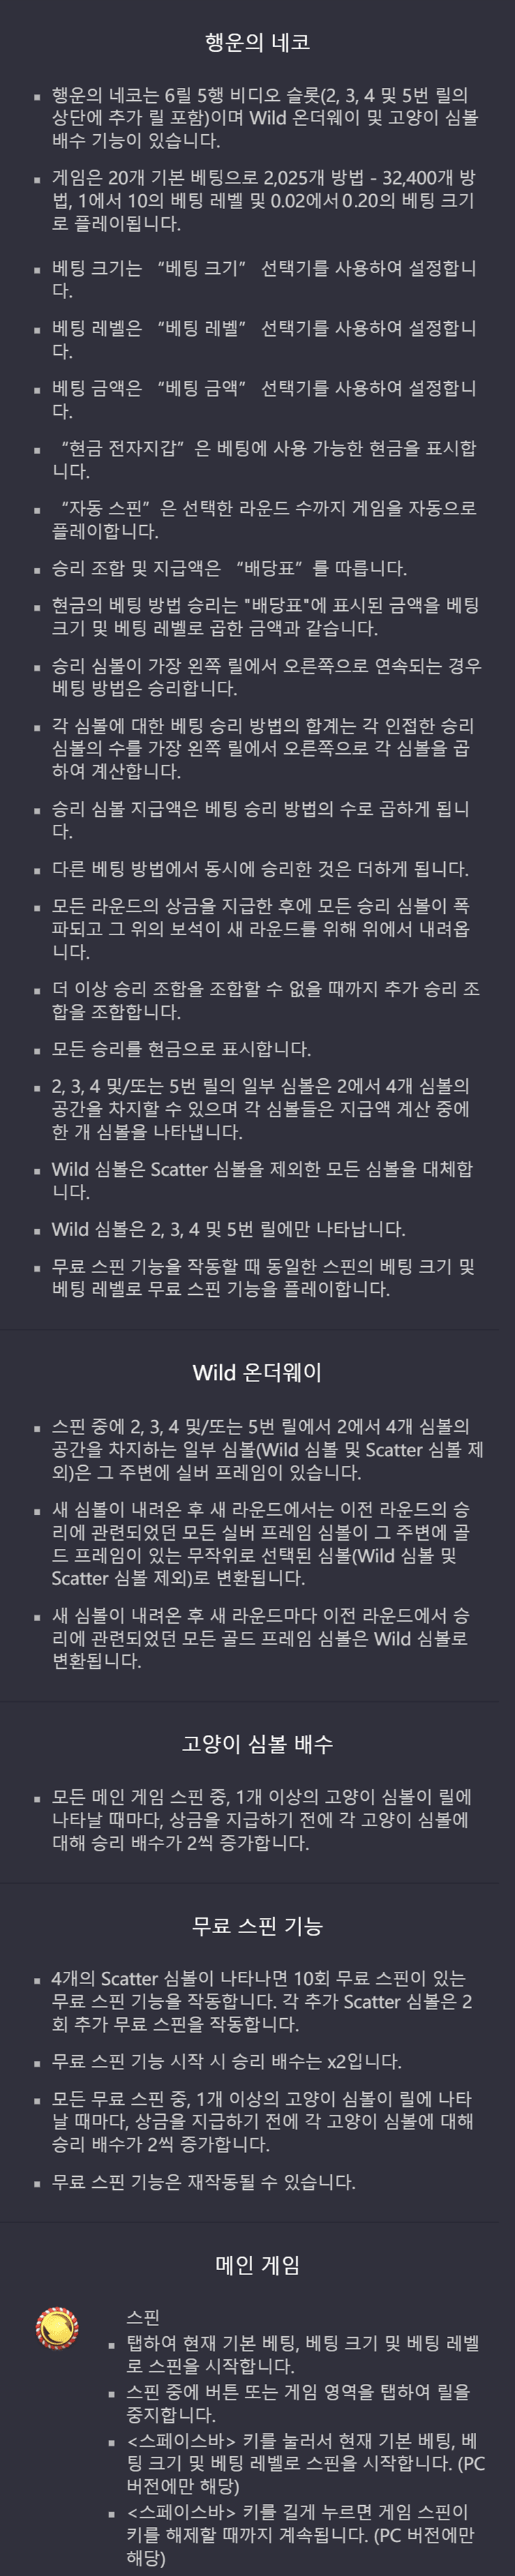 행운의 네코
행운의 네코는 6릴 5행 비디오 슬롯(2, 3, 4 및 5번 릴의
상단에 추가 릴 포함)이며 Wild 온더웨이 및 고양이 심볼
배수 기능이 있습니다.
게임은 20개 기본 베팅으로 2,025개 방법 - 32,400개 방
법, 1에서 10의 베팅 레벨 및 0.02에서 0.20의 베팅 크기
로 플레이됩니다.
베팅 크기는 “베팅 크기” 선택기를 사용하여 설정합니
다.
베팅 레벨은 “베팅 레벨” 선택기를 사용하여 설정합니
다.
베팅 금액은 “베팅 금액” 선택기를 사용하여 설정합니
다.
“현금 전자지갑”은 베팅에 사용 가능한 현금을 표시합
니다.
“자동 스핀”은 선택한 라운드 수까지 게임을 자동으로
플레이합니다.
승리 조합 및 지급액은 “배당표”를 따릅니다.
현금의 베팅 방법 승리는 "배당표"에 표시된 금액을 베팅
크기 및 베팅 레벨로 곱한 금액과 같습니다.
승리 심볼이 가장 왼쪽 릴에서 오른쪽으로 연속되는 경우
베팅 방법은 승리합니다.
각 심볼에 대한 베팅 승리 방법의 합계는 각 인접한 승리
심볼의 수를 가장 왼쪽 릴에서 오른쪽으로 각 심볼을 곱
하여 계산합니다.
승리 심볼 지급액은 베팅 승리 방법의 수로 곱하게 됩니
다.
다른 베팅 방법에서 동시에 승리한 것은 더하게 됩니다.
모든 라운드의 상금을 지급한 후에 모든 승리 심볼이 폭
파되고 그 위의 보석이 새 라운드를 위해 위에서 내려옵
니다.
더 이상 승리 조합을 조합할 수 없을 때까지 추가 승리 조
합을 조합합니다.
모든 승리를 현금으로 표시합니다.
2, 3, 4 및/또는 5번 릴의 일부 심볼은 2에서 4개 심볼의
공간을 차지할 수 있으며 각 심볼들은 지급액 계산 중에
한 개 심볼을 나타냅니다.
Wild 심볼은 Scatter 심볼을 제외한 모든 심볼을 대체합
니다.
Wild 심볼은 2, 3, 4 및 5번 릴에만 나타납니다.
무료 스핀 기능을 작동할 때 동일한 스핀의 베팅 크기 및
베팅 레벨로 무료 스핀 기능을 플레이합니다.
Wild 온더웨이
스핀 중에 2, 3, 4 및/또는 5번 릴에서 2에서 4개 심볼의
공간을 차지하는 일부 심볼(Wild 심볼 및 Scatter 심볼 제
외)은 그 주변에 실버 프레임이 있습니다.
새 심볼이 내려온 후 새 라운드에서는 이전 라운드의 승
리에 관련되었던 모든 실버 프레임 심볼이 그 주변에 골
드 프레임이 있는 무작위로 선택된 심볼(Wild 심볼 및
Scatter 심볼 제외)로 변환됩니다.
새 심볼이 내려온 후 새 라운드마다 이전 라운드에서 승
리에 관련되었던 모든 골드 프레임 심볼은 Wild 심볼로
변환됩니다.
고양이 심볼 배수
모든 메인 게임 스핀 중, 1개 이상의 고양이 심볼이 릴에
나타날 때마다, 상금을 지급하기 전에 각 고양이 심볼에
대해 승리 배수가 2씩 증가합니다.
무료 스핀 기능
4개의 Scatter 심볼이 나타나면 10회 무료 스핀이 있는
무료 스핀 기능을 작동합니다. 각 추가 Scatter 심볼은 2
회 추가 무료 스핀을 작동합니다.
무료 스핀 기능 시작 시 승리 배수는 x2입니다.
모든 무료 스핀 중, 1개 이상의 고양이 심볼이 릴에 나타
날 때마다, 상금을 지급하기 전에 각 고양이 심볼에 대해
승리 배수가 2씩 증가합니다.
무료 스핀 기능은 재작동될 수 있습니다.
메인 게임
스핀
탭하여 현재 기본 베팅, 베팅 크기 및 베팅 레벨
로 스핀을 시작합니다.
스핀 중에 버튼 또는 게임 영역을 탭하여 릴을
중지합니다.
<스페이스바> 키를 눌러서 현재 기본 베팅, 베
팅 크기 및 베팅 레벨로 스핀을 시작합니다. (PC
버전에만 해당)
<스페이스바> 키를 길게 누르면 게임 스핀이
키를 해제할 때까지 계속됩니다. (PC 버전에만
해당)